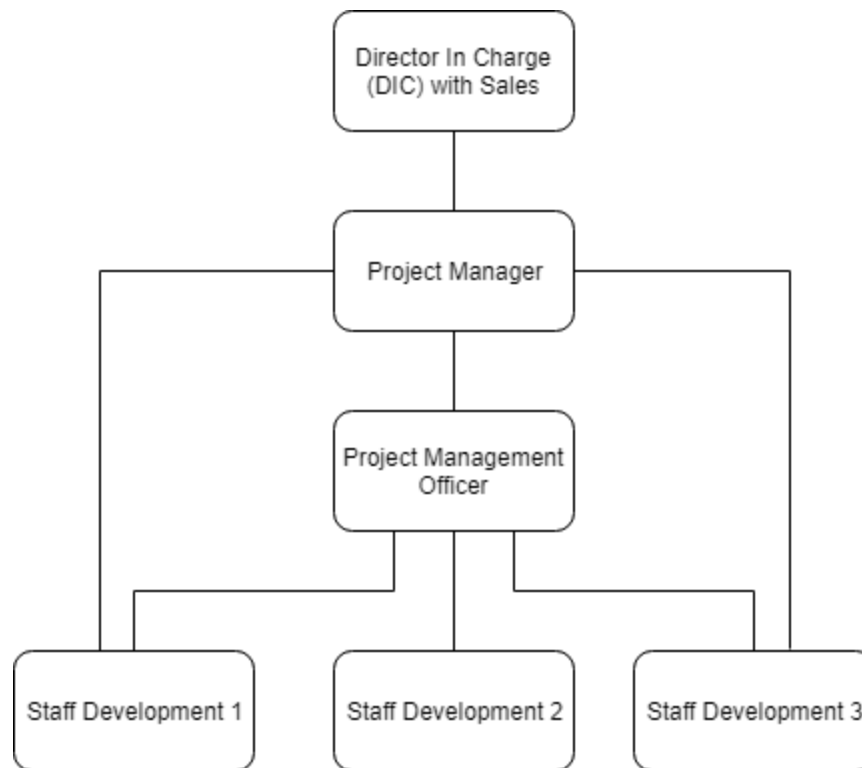 Director In Charge
(DIC) with Sales
Project Manager
Project Management
Officer
Staff Development 1
Staff Development 2
Staff Development 3